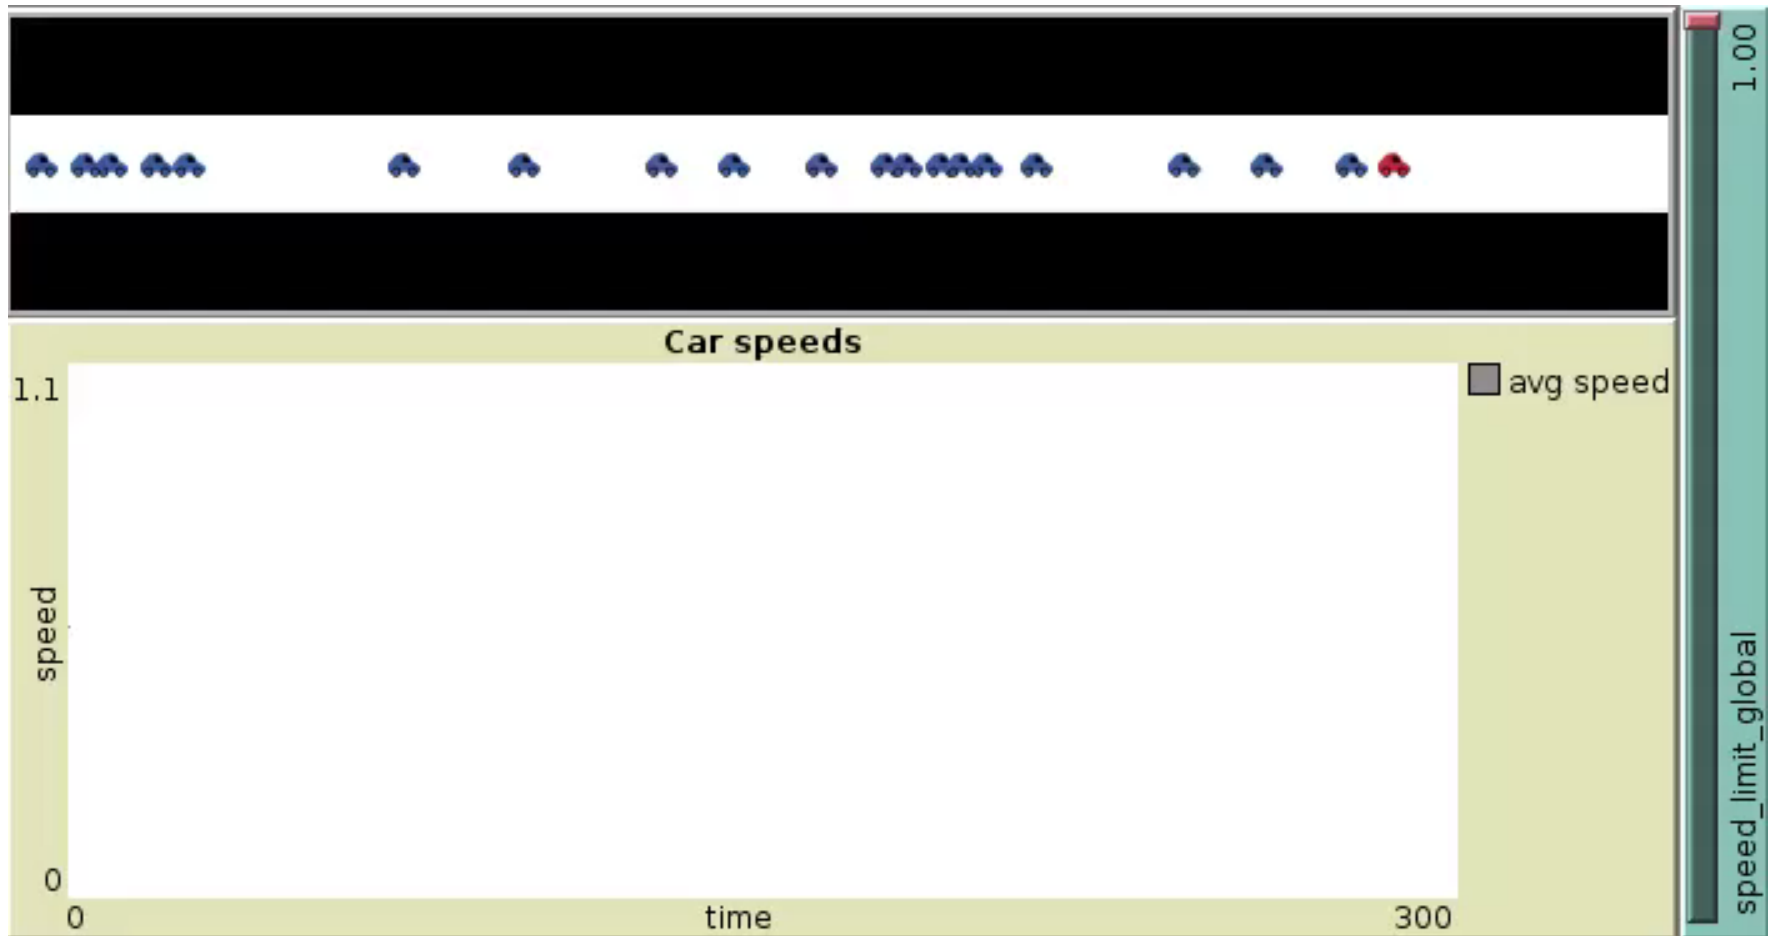 1.00
speed_limit_global
Car speeds
1.1
avg speed
speed
0
0
time
300